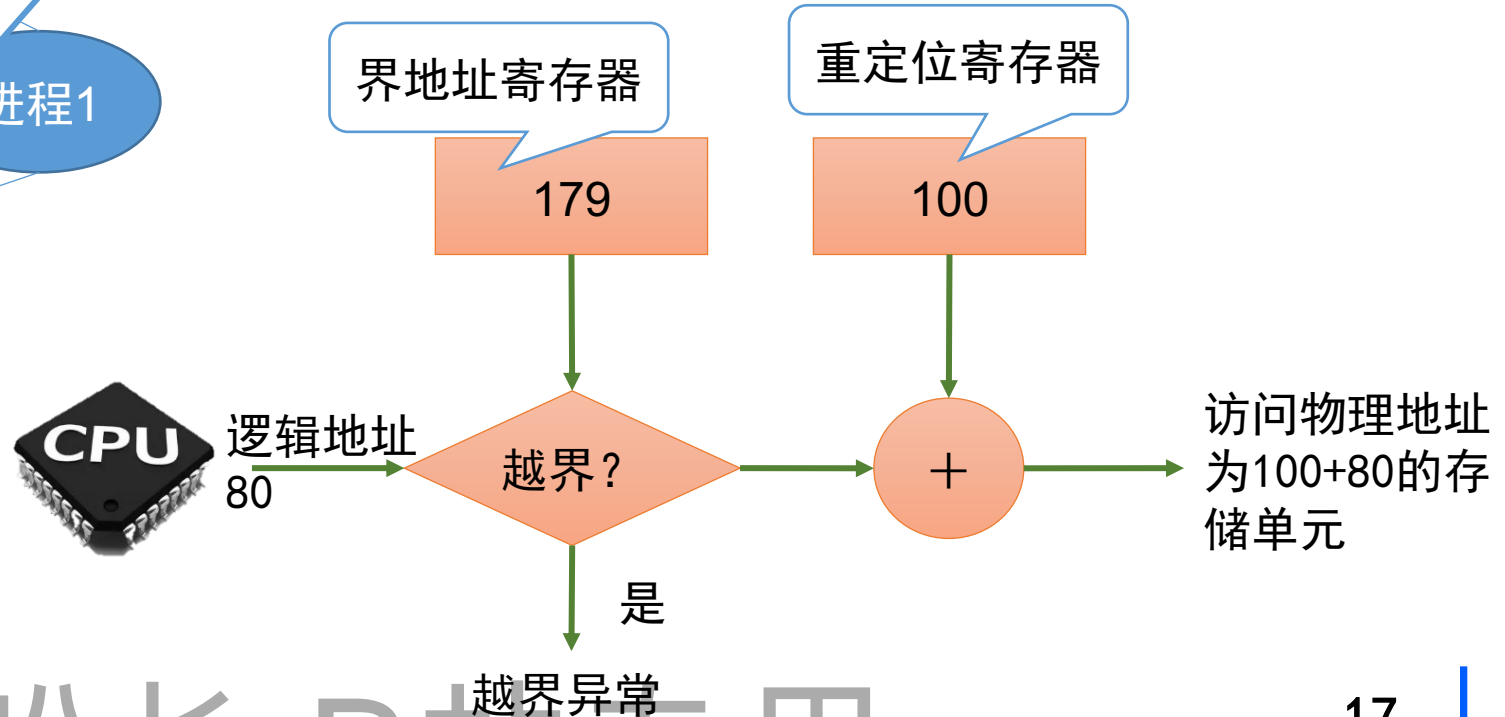 进程1
界地址寄存器
重定位寄存器
179
100
CPU
逻辑地址
80
越界?
+
访问物理地址
为100+80的存
储单元
是
越界异常
17